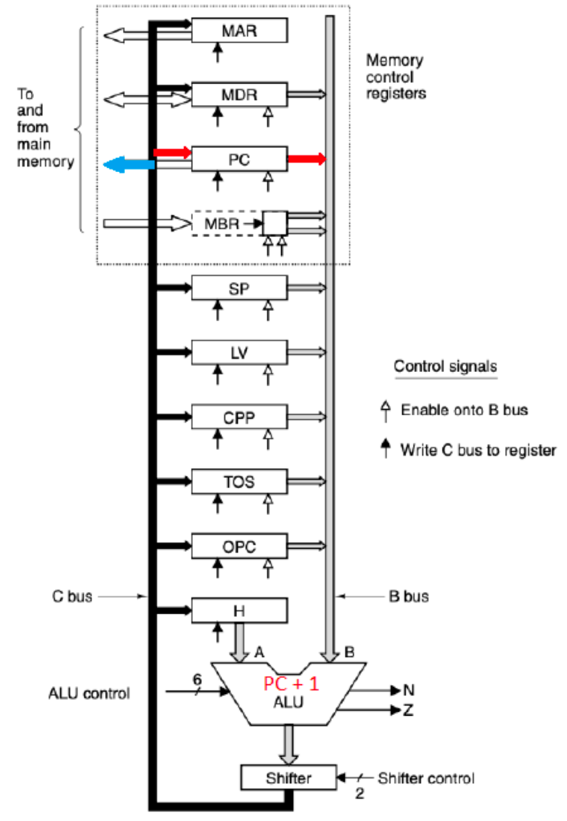 MAR
To
and
from
main
memory
MDR
Memory
control
registers
PC
MBR
SP
LV
Control signals
CPP
Enable onto B bus
Write C bus to register
TOS
OPC
C bus
B bus
H
A
B
6
PC + 1
ALU control
ALU
N
Z
Shifter
Shifter control
2